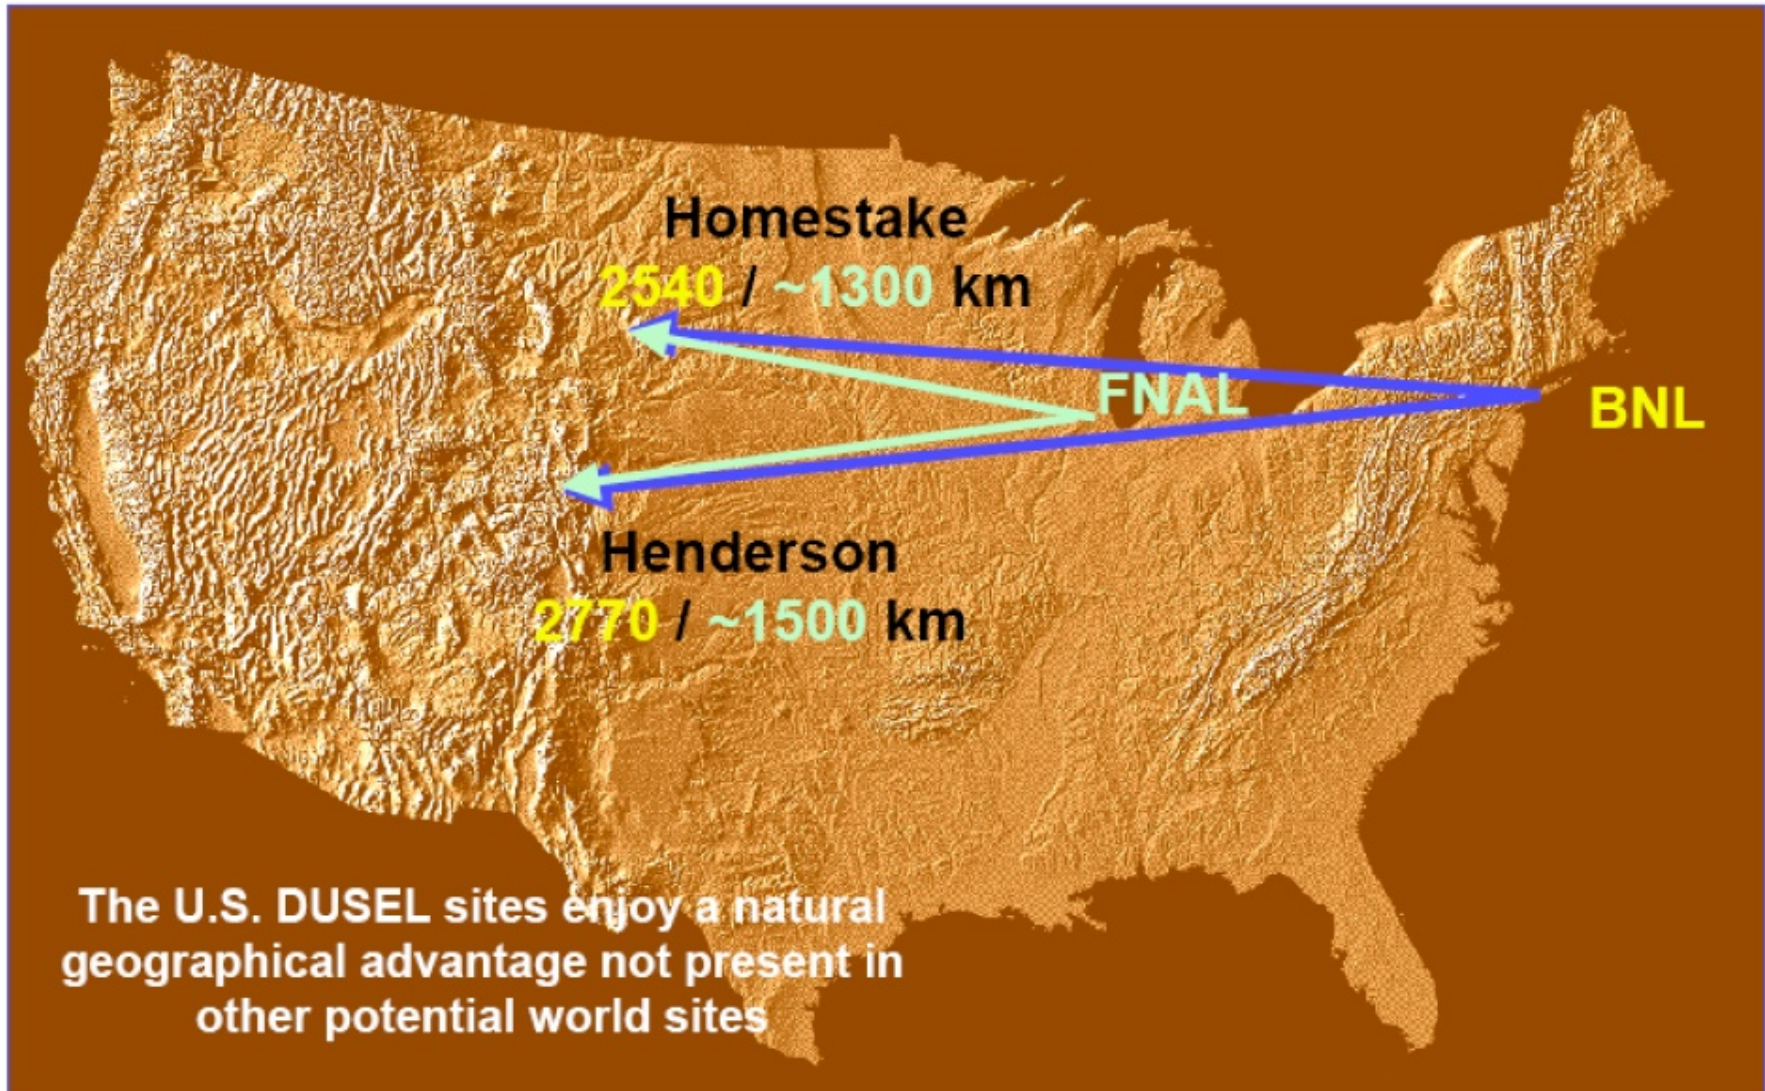 Homestake
2540 / ~1300 km
FNAL
BNL
Henderson
2770 / ~1500 km
The U.S. DUSEL sites enjoy a natural
geographical advantage not present in
other potential world sites